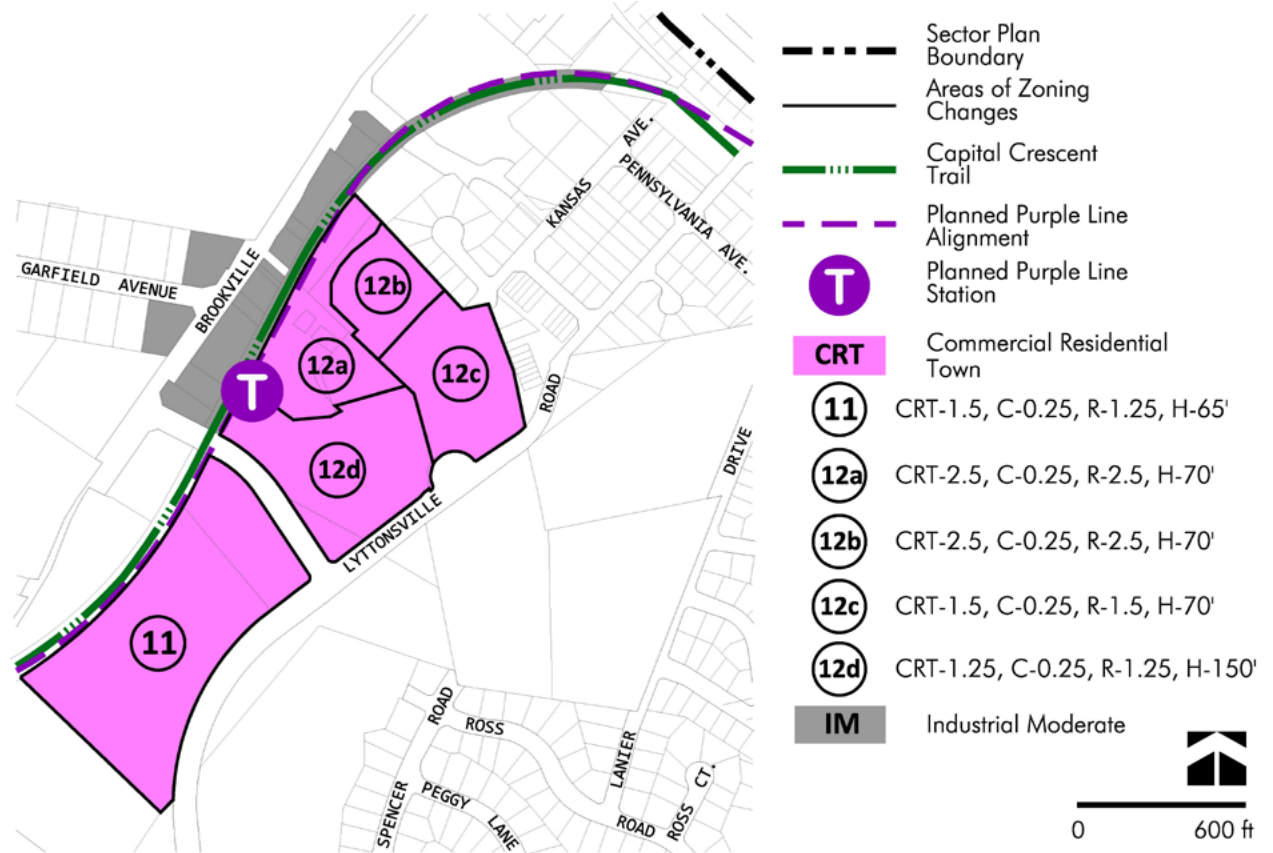 GARFIELD AVENUE
BROOKVILLE
KANSAS
AVE.
PENNSYLVANIA AVE.
12b
12a
12c
T
12d
ROAD
LYTTONSVILLE
DRIVE
11
SPENCER
ROAD
ROSS
ROAD
PEGGY
LANE
LANIER
ROSS
CT.
Sector Plan
Boundary
Areas of Zoning
Changes
Capital Crescent
Trail
Planned Purple Line
Alignment
T
Planned Purple Line
Station
CRT
Commercial Residential
Town
11 CRT-1.5, C-0.25, R-1.25, H-65'
12a CRT-2.5, C-0.25, R-2.5, H-70'
12b CRT-2.5, C-0.25, R-2.5, H-70'
12c CRT-1.5, C-0.25, R-1.5, H-70'
12d CRT-1.25, C-0.25, R-1.25, H-150'
IM Industrial Moderate
0 600 ft